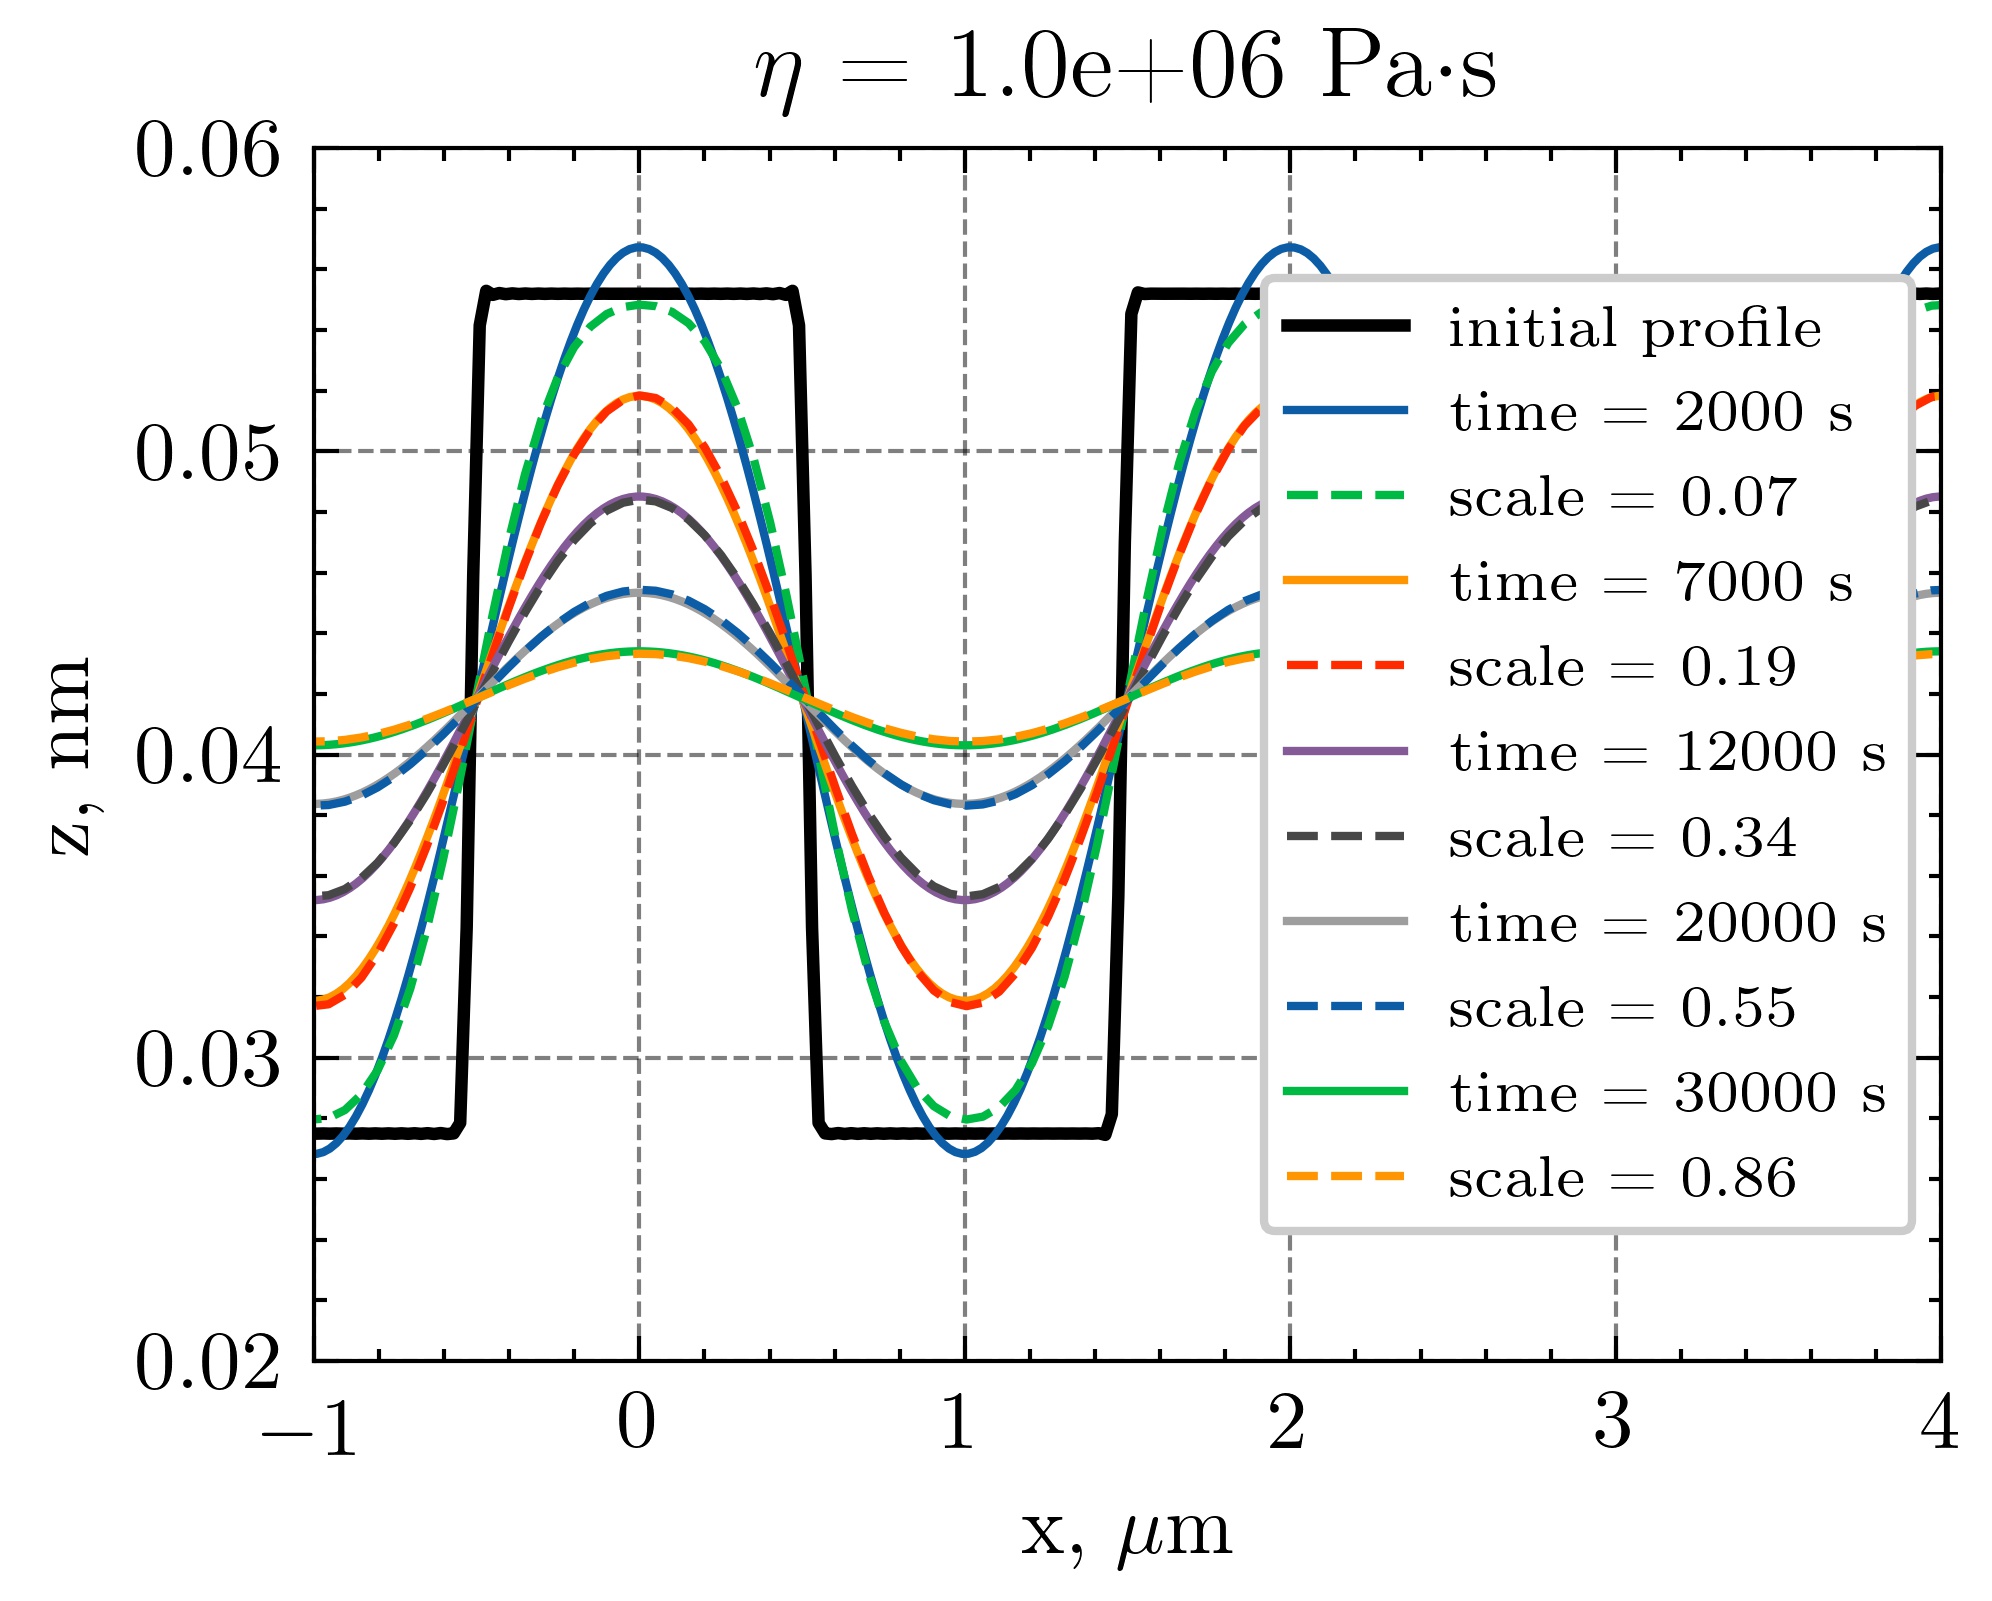 η = 1.0e+06 Pa·s
0.06
0.05
0.04
0.03
0.02
z, nm
initial profile
time = 2000 s
scale = 0.07
time = 7000 s
scale = 0.19
time = 12000 s
scale = 0.34
time = 20000 s
scale = 0.55
time = 30000 s
scale = 0.86
−1 0 1 2 3 4
x, μm